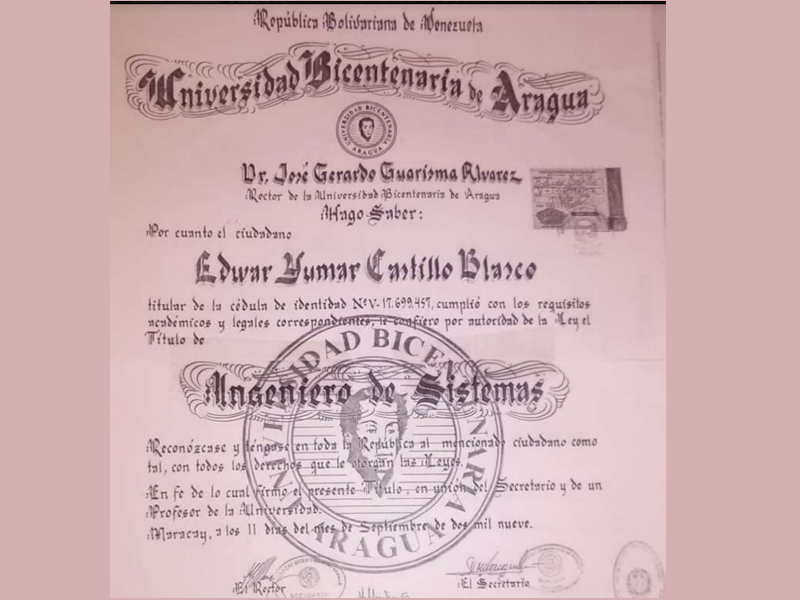 República Bolivariana de Venezuela
Universidad Bicentenaria de Aragua
UNIVERSIDAD BICENTENARIA
ARAGUA
Dr. José Gerardo Guarisma Alvarez
Rector de la Universidad Bicentenaria de Aragua
Hago Saber:
Por cuanto el ciudadano
Edwar Yumar Castillo Blasco
titular de la cédula de identidad Nº V-17.699.457, cumplió con los requisitos
académicos y legales correspondientes, le confiero por autoridad de la Ley el
Título de
Ingeniero de Sistemas
UNIVERSIDAD BICENTENARIA
ARAGUA
Reconózcase y téngase en toda la República al mencionado ciudadano como
tal, con todos los derechos que le otorgan las Leyes.
En fe de lo cual firmo el presente Título, en unión del Secretario y de un
Profesor de la Universidad.
Maracay, a los 11 días del mes de Septiembre de dos mil nueve.
El Rector
El Secretario